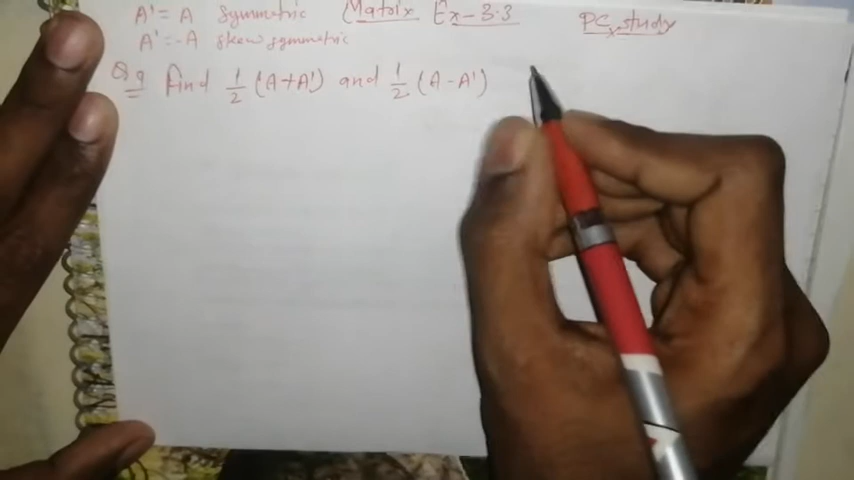 A' = A Symmetric Matrix Ex-3.3 PC study
A' = -A skew symmetric
Q9 Find 1/2 (A+A') and 1/2 (A-A')